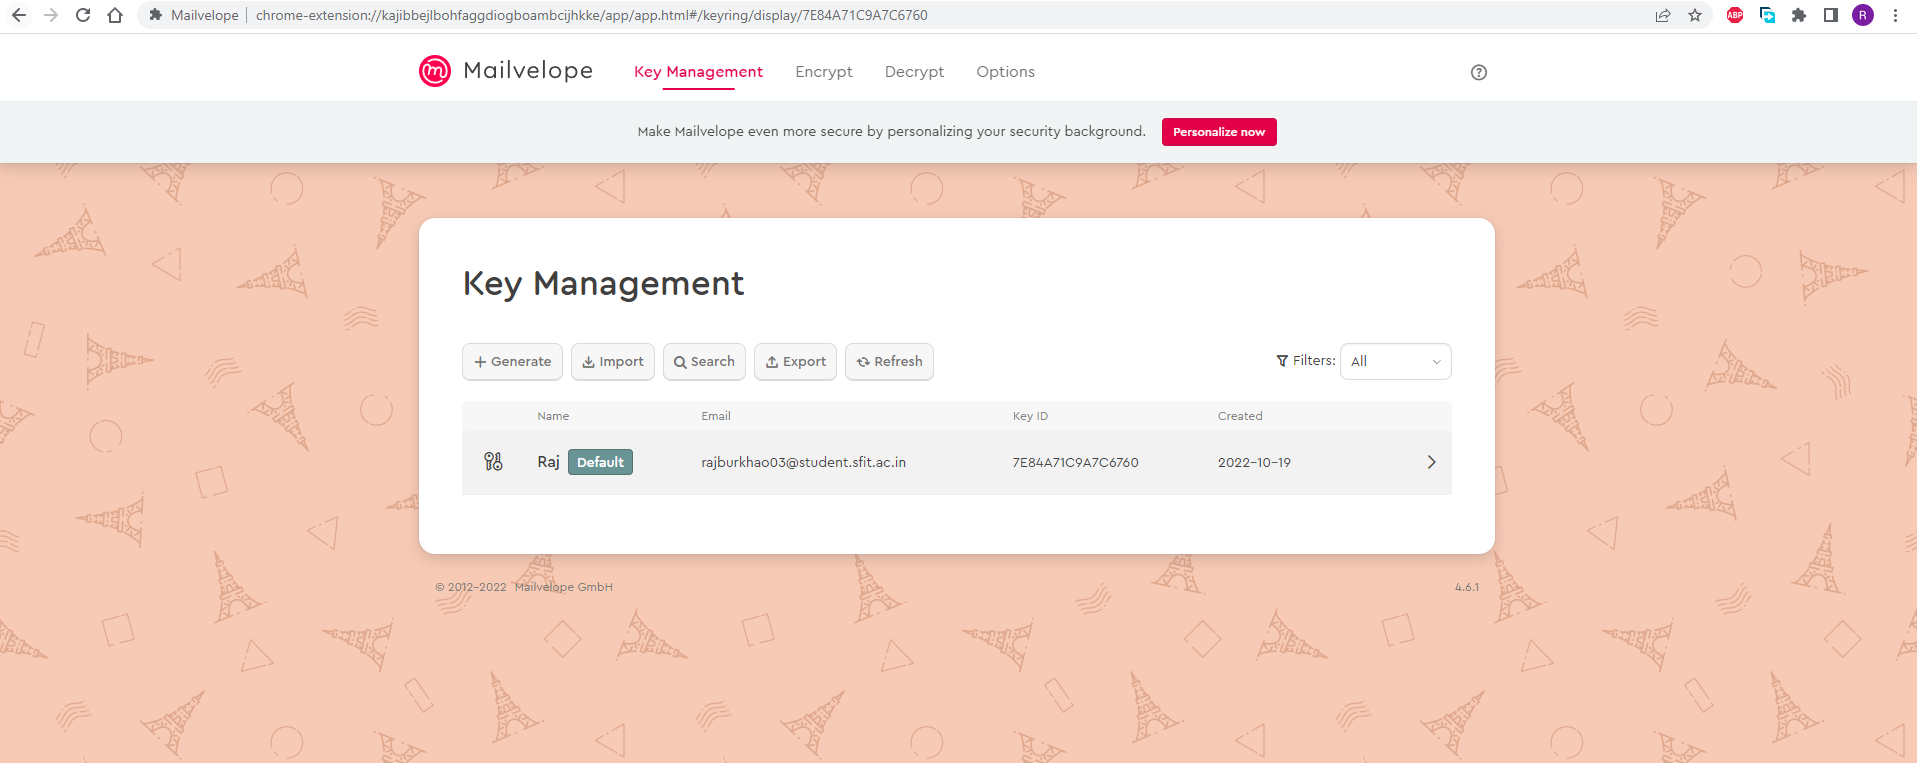 Mailvelope chrome-extension://kajibbejlbohfaggdiogboambcijhkke/app/app.html#/keyring/display/7E84A71C9A7C6760
ABP
R
Mailvelope Key Management Encrypt Decrypt Options
Make Mailvelope even more secure by personalizing your security background. Personalize now
Key Management
Generate Import Search Export Refresh Filters: All
Name Email Key ID Created
Raj Default rajburkhao03@student.sfit.ac.in 7E84A71C9A7C6760 2022-10-19
© 2012-2022 Mailvelope GmbH 4.6.1